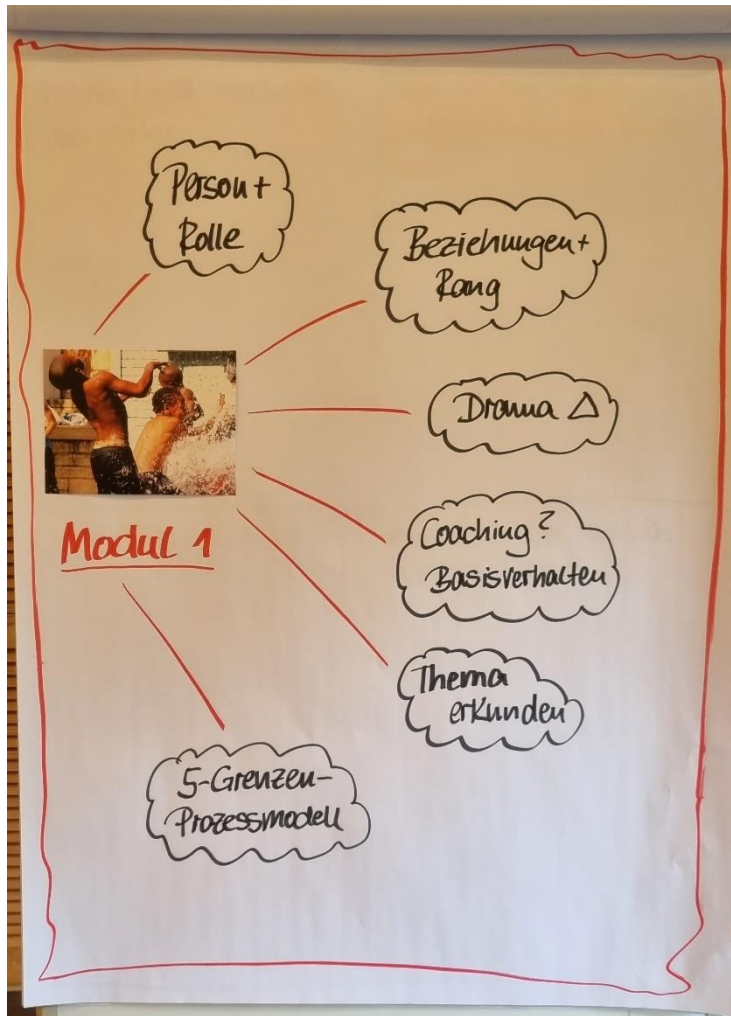 Person +
Rolle
Beziehungen +
Rang
Drama △
Coaching?
Basisverhalten
Thema
erkunden
Modul 1
5-Grenzen-
Prozessmodell